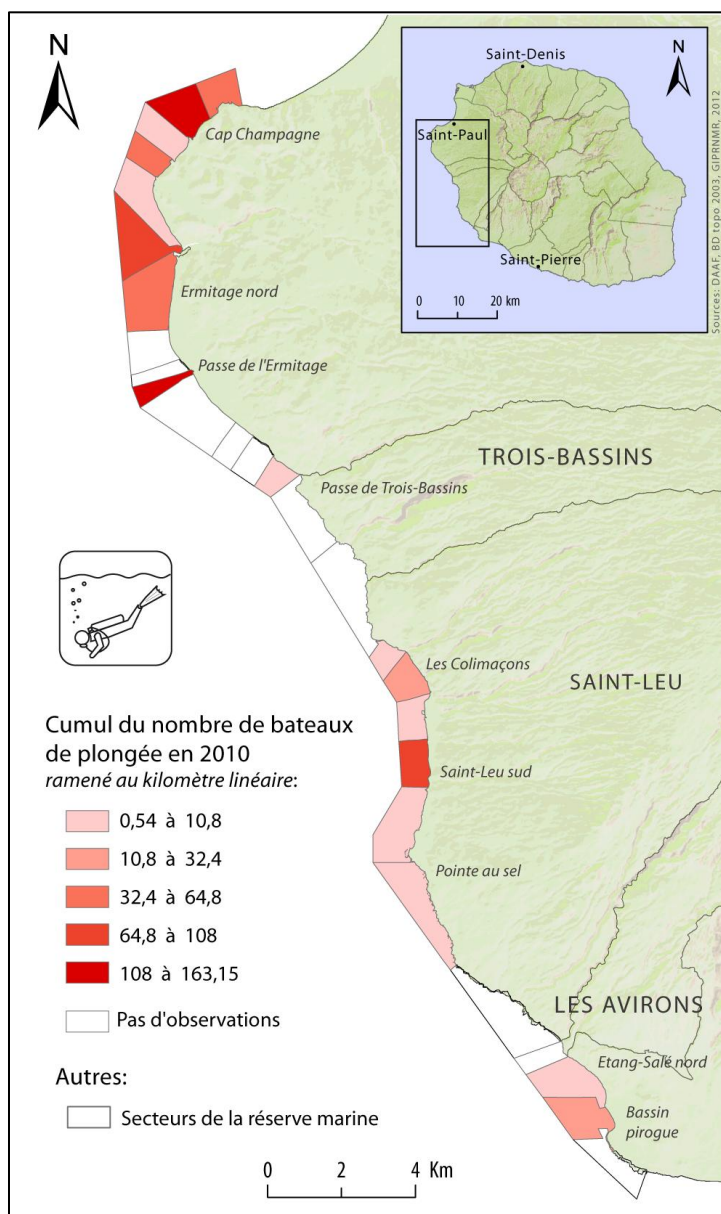 N
Saint-Denis
N
Saint-Paul
Saint-Pierre
0 10 20 km
Sources: DAAF, BD topo 2003, GIPRNMR, 2012
Cap Champagne
Ermitage nord
Passe de l'Ermitage
TROIS-BASSINS
Passe de Trois-Bassins
Les Colimaçons
SAINT-LEU
Saint-Leu sud
Pointe au sel
LES AVIRONS
Etang-Salé nord
Bassin
pirogue
Cumul du nombre de bateaux
de plongée en 2010
ramené au kilomètre linéaire:
0,54 à 10,8
10,8 à 32,4
32,4 à 64,8
64,8 à 108
108 à 163,15
Pas d'observations
Autres:
Secteurs de la réserve marine
0 2 4 Km